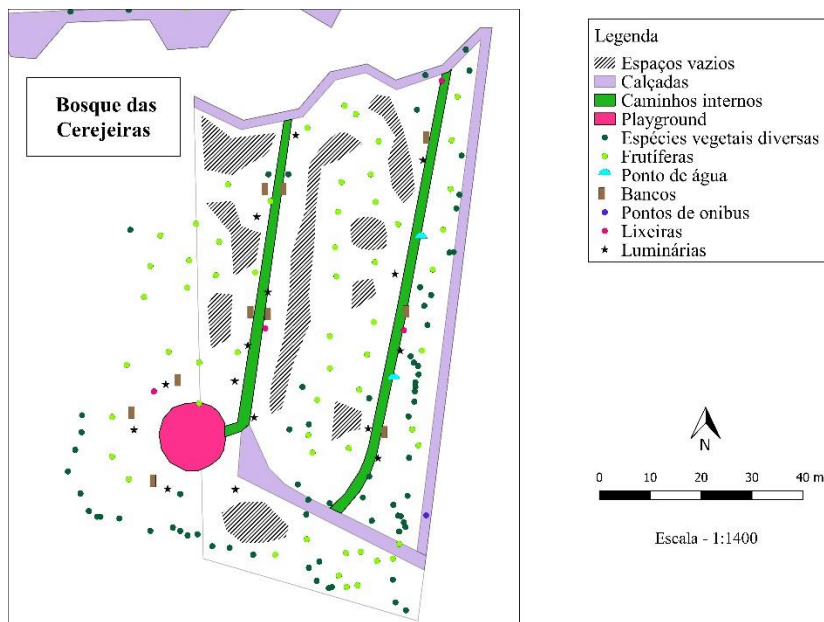 Bosque das
Cerejeiras
Legenda
Espaços vazios
Calçadas
Caminhos internos
Playground
Espécies vegetais diversas
Frutíferas
Ponto de água
Bancos
Pontos de onibus
Lixeiras
Luminárias
N
0 10 20 30 40 m
Escala - 1:1400